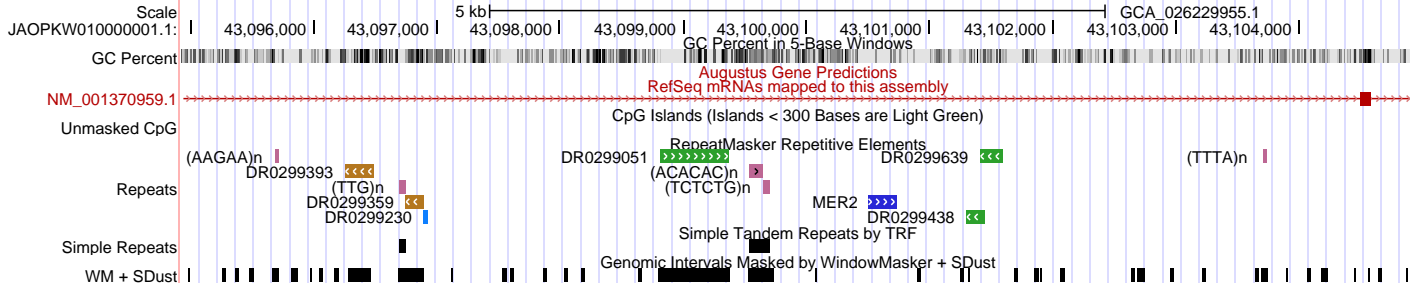 Scale 5 kb GCA_026229955.1
JAOPKW010000001.1: 43,096,000 43,097,000 43,098,000 43,099,000 43,100,000 43,101,000 43,102,000 43,103,000 43,104,000
GC Percent in 5-Base Windows
GC Percent
Augustus Gene Predictions
RefSeq mRNAs mapped to this assembly
NM_001370959.1
CpG Islands (Islands < 300 Bases are Light Green)
Unmasked CpG
RepeatMasker Repetitive Elements
(AAGAA)n DR0299051 DR0299639 (TTTA)n
DR0299393 (ACACAC)n
Repeats (TTG)n (TCTCTG)n
DR0299359 MER2
DR0299230 DR0299438
Simple Tandem Repeats by TRF
Simple Repeats
Genomic Intervals Masked by WindowMasker + SDust
WM + SDust